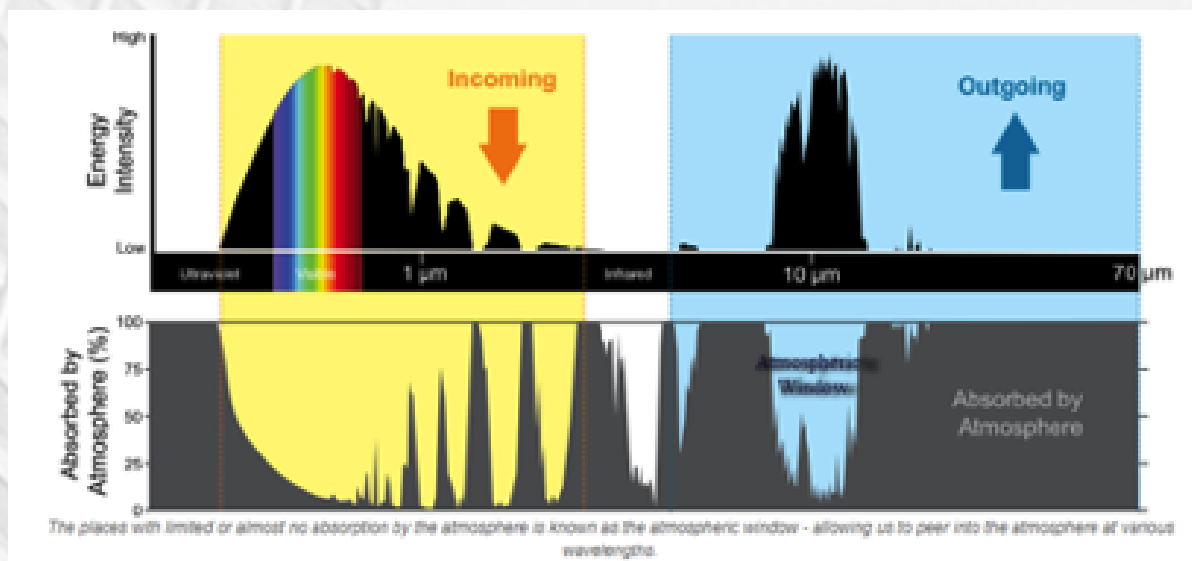 High
Energy
Intensity
Low
Incoming
Outgoing
Ultraviolet
Visible
1 µm
Infrared
10 µm
70 µm
Absorbed by
Atmosphere (%)
100
75
50
25
0
Atmospheric
Window
Absorbed by
Atmosphere
The places with limited or almost no absorption by the atmosphere is known as the atmospheric window - allowing us to peer into the atmosphere at various
wavelengths.